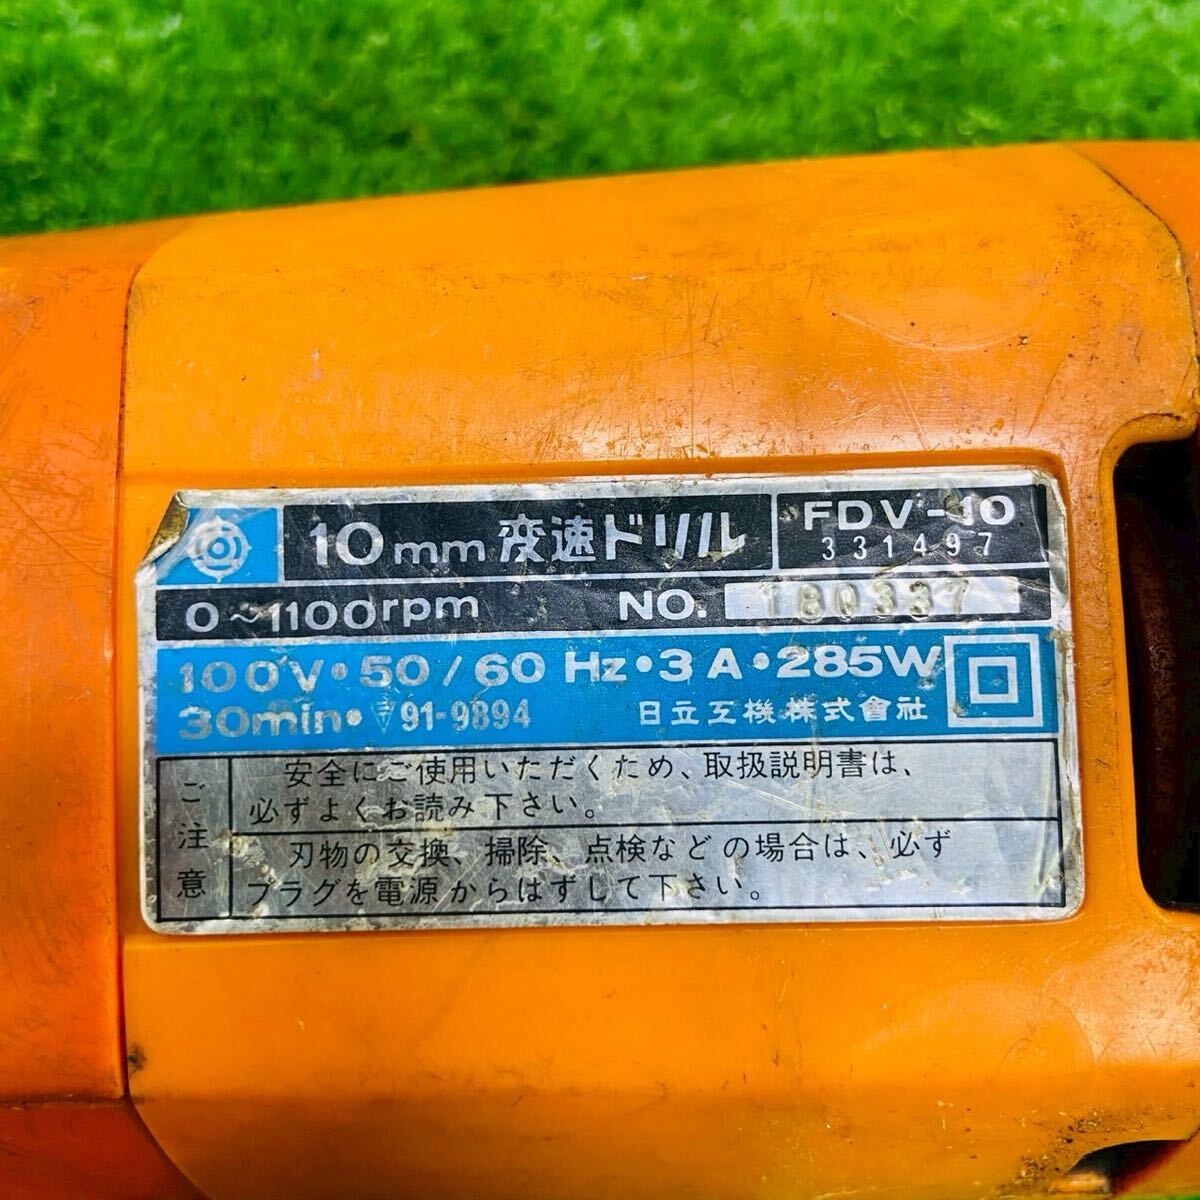 10mm 変速ドリル
FDV-10
331497
0~1100rpm NO. 180337
100V・50/60 Hz・3A・285W
30min・ 91-9894 日立工機株式會社
ご注意
安全にご使用いただくため、取扱説明書は、
必ずよくお読み下さい。
刃物の交換、掃除、点検などの場合は、必ず
プラグを電源からはずして下さい。